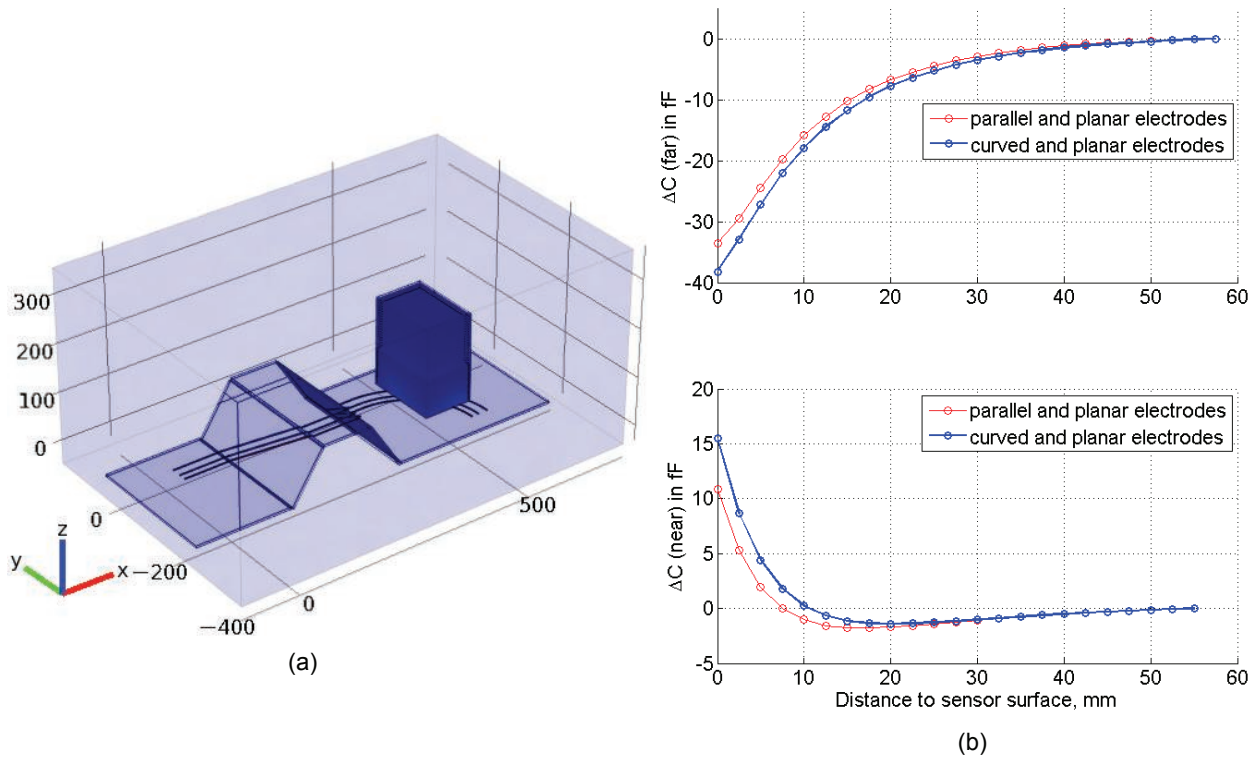 300
200
100
0
0
−200
−400
0
500
z
y
x
(a)
0
-10
-20
-30
-40
0 10 20 30 40 50 60
ΔC (far) in fF
parallel and planar electrodes
curved and planar electrodes
20
15
10
5
0
-5
0 10 20 30 40 50 60
ΔC (near) in fF
parallel and planar electrodes
curved and planar electrodes
Distance to sensor surface, mm
(b)